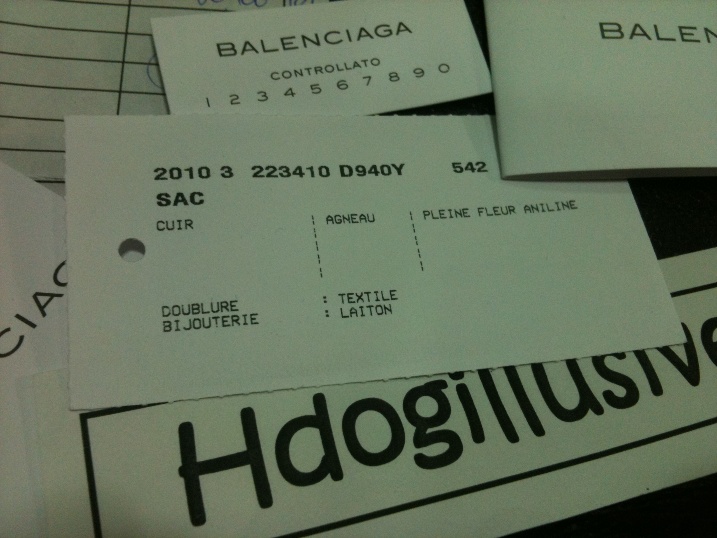 BALENCIAGA
CONTROLLATO
1 2 3 4 5 6 7 8 9 0
BALEN
2010 3 223410 D940Y 542
SAC
CUIR AGNEAU PLEINE FLEUR ANILINE
DOUBLURE : TEXTILE
BIJOUTERIE : LAITON
CIAG
Hdogillusive